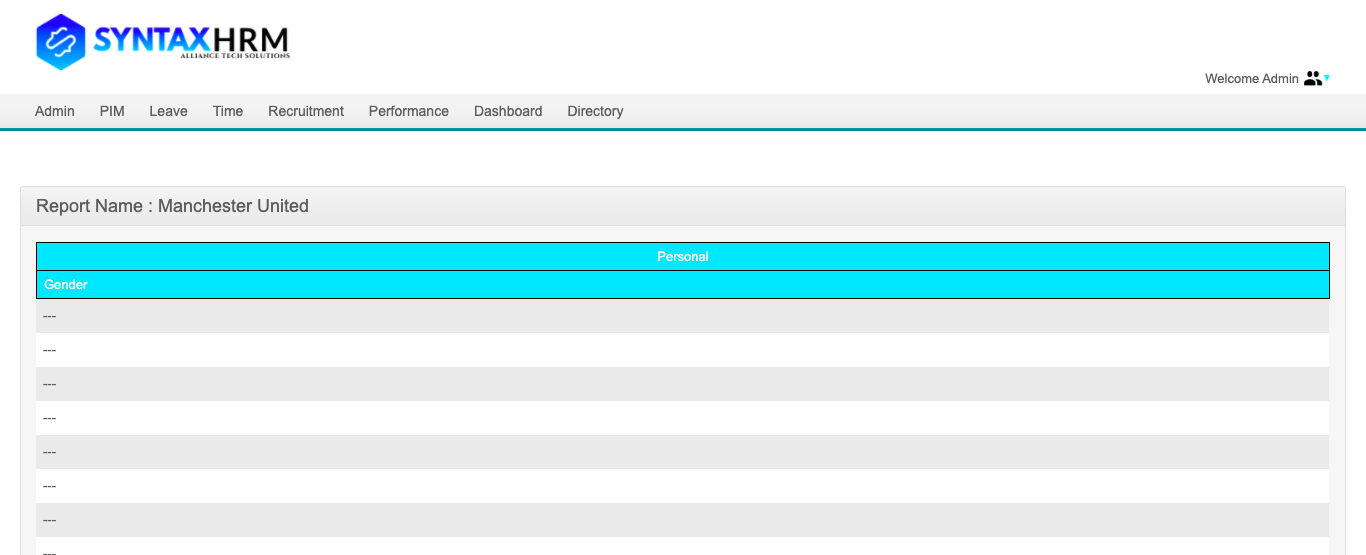 SYNTAXHRM
ALLIANCE TECH SOLUTIONS
Welcome Admin
Admin PIM Leave Time Recruitment Performance Dashboard Directory
Report Name : Manchester United
Personal
Gender
---
---
---
---
---
---
---
---